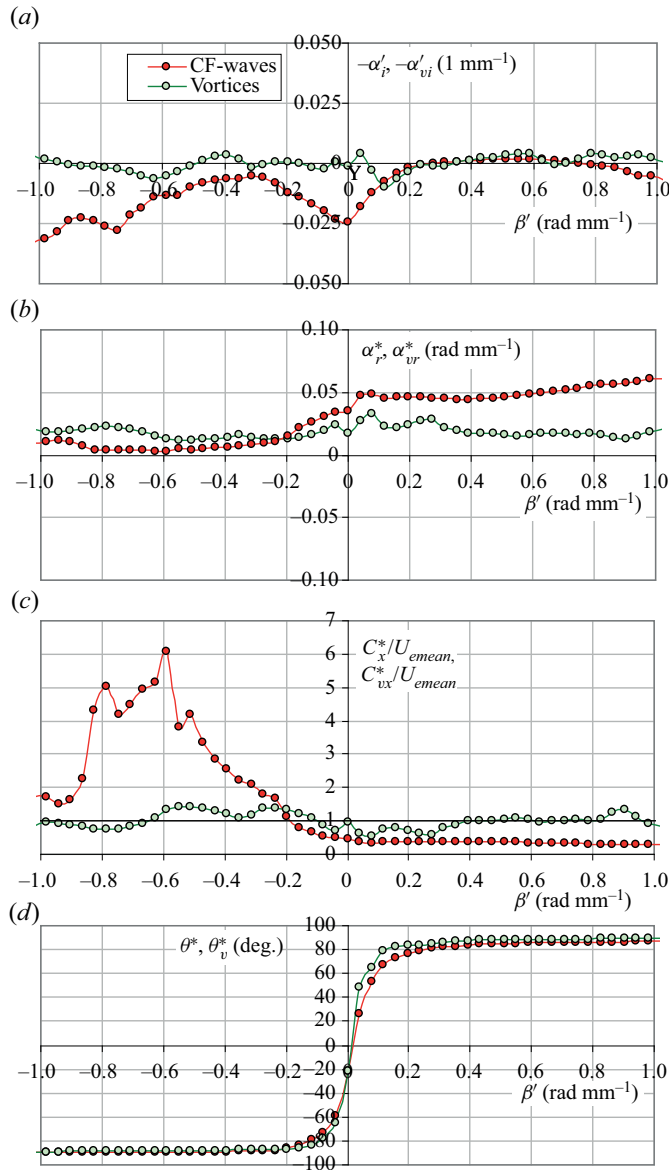 (a)
0.050
−α′i, −α′vi (1 mm−1)
CF-waves
Vortices
0.025
0
Y
−1.0 −0.8 −0.6 −0.4 −0.2 0 0.2 0.4 0.6 0.8 1.0
−0.025
β′ (rad mm−1)
−0.050
(b)
0.10
α*r, α*vr (rad mm−1)
0.05
0
−1.0 −0.8 −0.6 −0.4 −0.2 0 0.2 0.4 0.6 0.8 1.0
β′ (rad mm−1)
−0.05
−0.10
(c)
7
C*x/Uemean,
6
C*vx/Uemean
5
4
3
2
1
0
−1.0 −0.8 −0.6 −0.4 −0.2 0 0.2 0.4 0.6 0.8 1.0
β′ (rad mm−1)
(d)
100
θ*, θ*v (deg.)
80
60
40
20
0
−1.0 −0.8 −0.6 −0.4 −0.2 0 0.2 0.4 0.6 0.8 1.0
−20
β′ (rad mm−1)
−40
−60
−80
−100